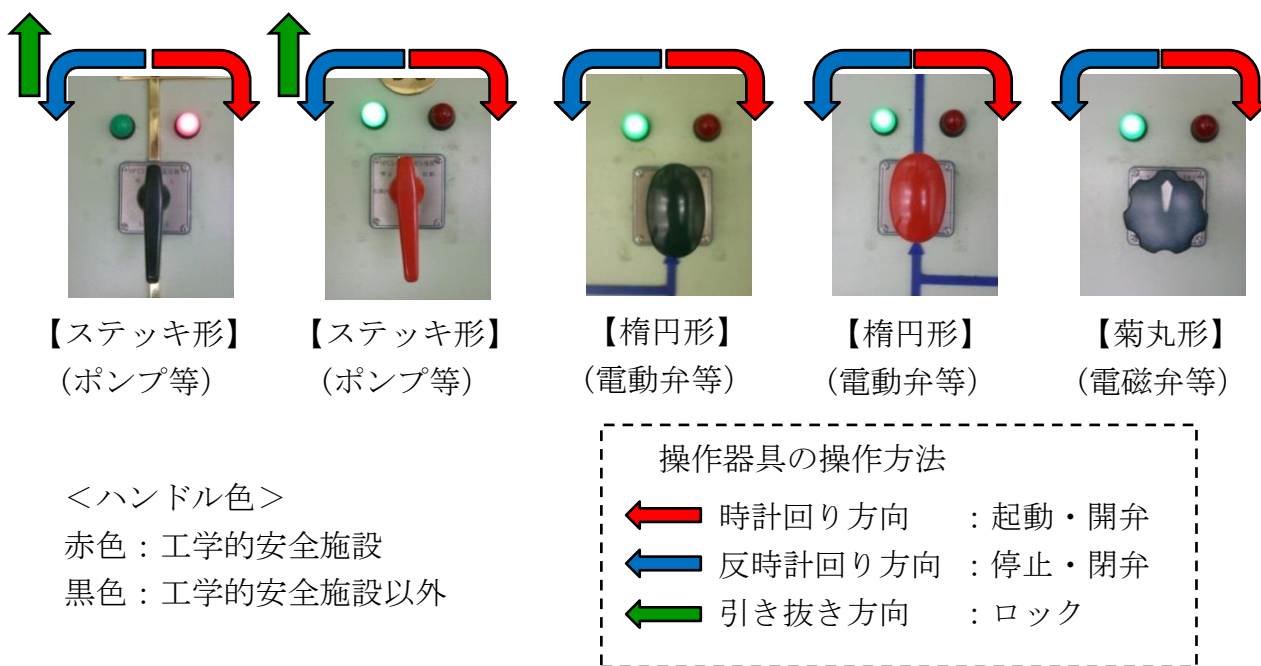 【ステッキ形】 【ステッキ形】 【楕円形】 【楕円形】 【菊丸形】
(ポンプ等) (ポンプ等) (電動弁等) (電動弁等) (電磁弁等)
操作器具の操作方法
時計回り方向 :起動・開弁
反時計回り方向 :停止・閉弁
引き抜き方向 :ロック
<ハンドル色>
赤色:工学的安全施設
黒色:工学的安全施設以外